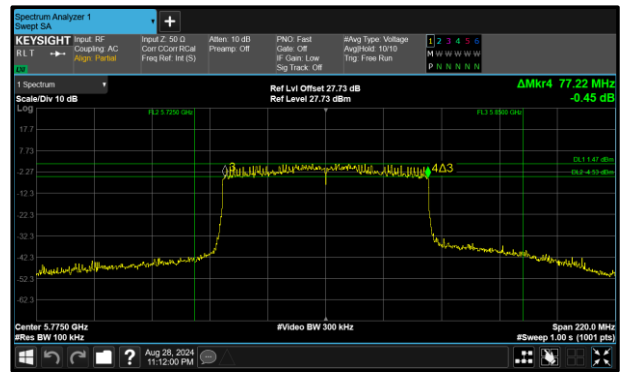 Spectrum Analyzer 1
Swept SA
KEYSIGHT
RLT
Input: RF
Coupling: AC
Align: Partial
Input Z: 50 Ω
Corr CCorr RCal
Freq Ref: Int (S)
Atten: 10 dB
Preamp: Off
PNO: Fast
Gate: Off
IF Gain: Low
Sig Track: Off
#Avg Type: Voltage
Avg|Hold: 10/10
Trig: Free Run
1 2 3 4 5 6
M W W W W W
P N N N N N
1 Spectrum
Scale/Div 10 dB
Ref Lvl Offset 27.73 dB
Ref Level 27.73 dBm
ΔMkr4 77.22 MHz
-0.45 dB
Log
FL2 5.7250 GHz
FL3 5.8500 GHz
17.7
7.73
DL1 1.47 dBm
-2.27
3
4Δ3
DL2 -4.53 dBm
-12.3
-22.3
-32.3
-42.3
-52.3
-62.3
Center 5.7750 GHz
#Video BW 300 kHz
Span 220.0 MHz
#Res BW 100 kHz
#Sweep 1.00 s (1001 pts)
Aug 28, 2024
11:12:00 PM